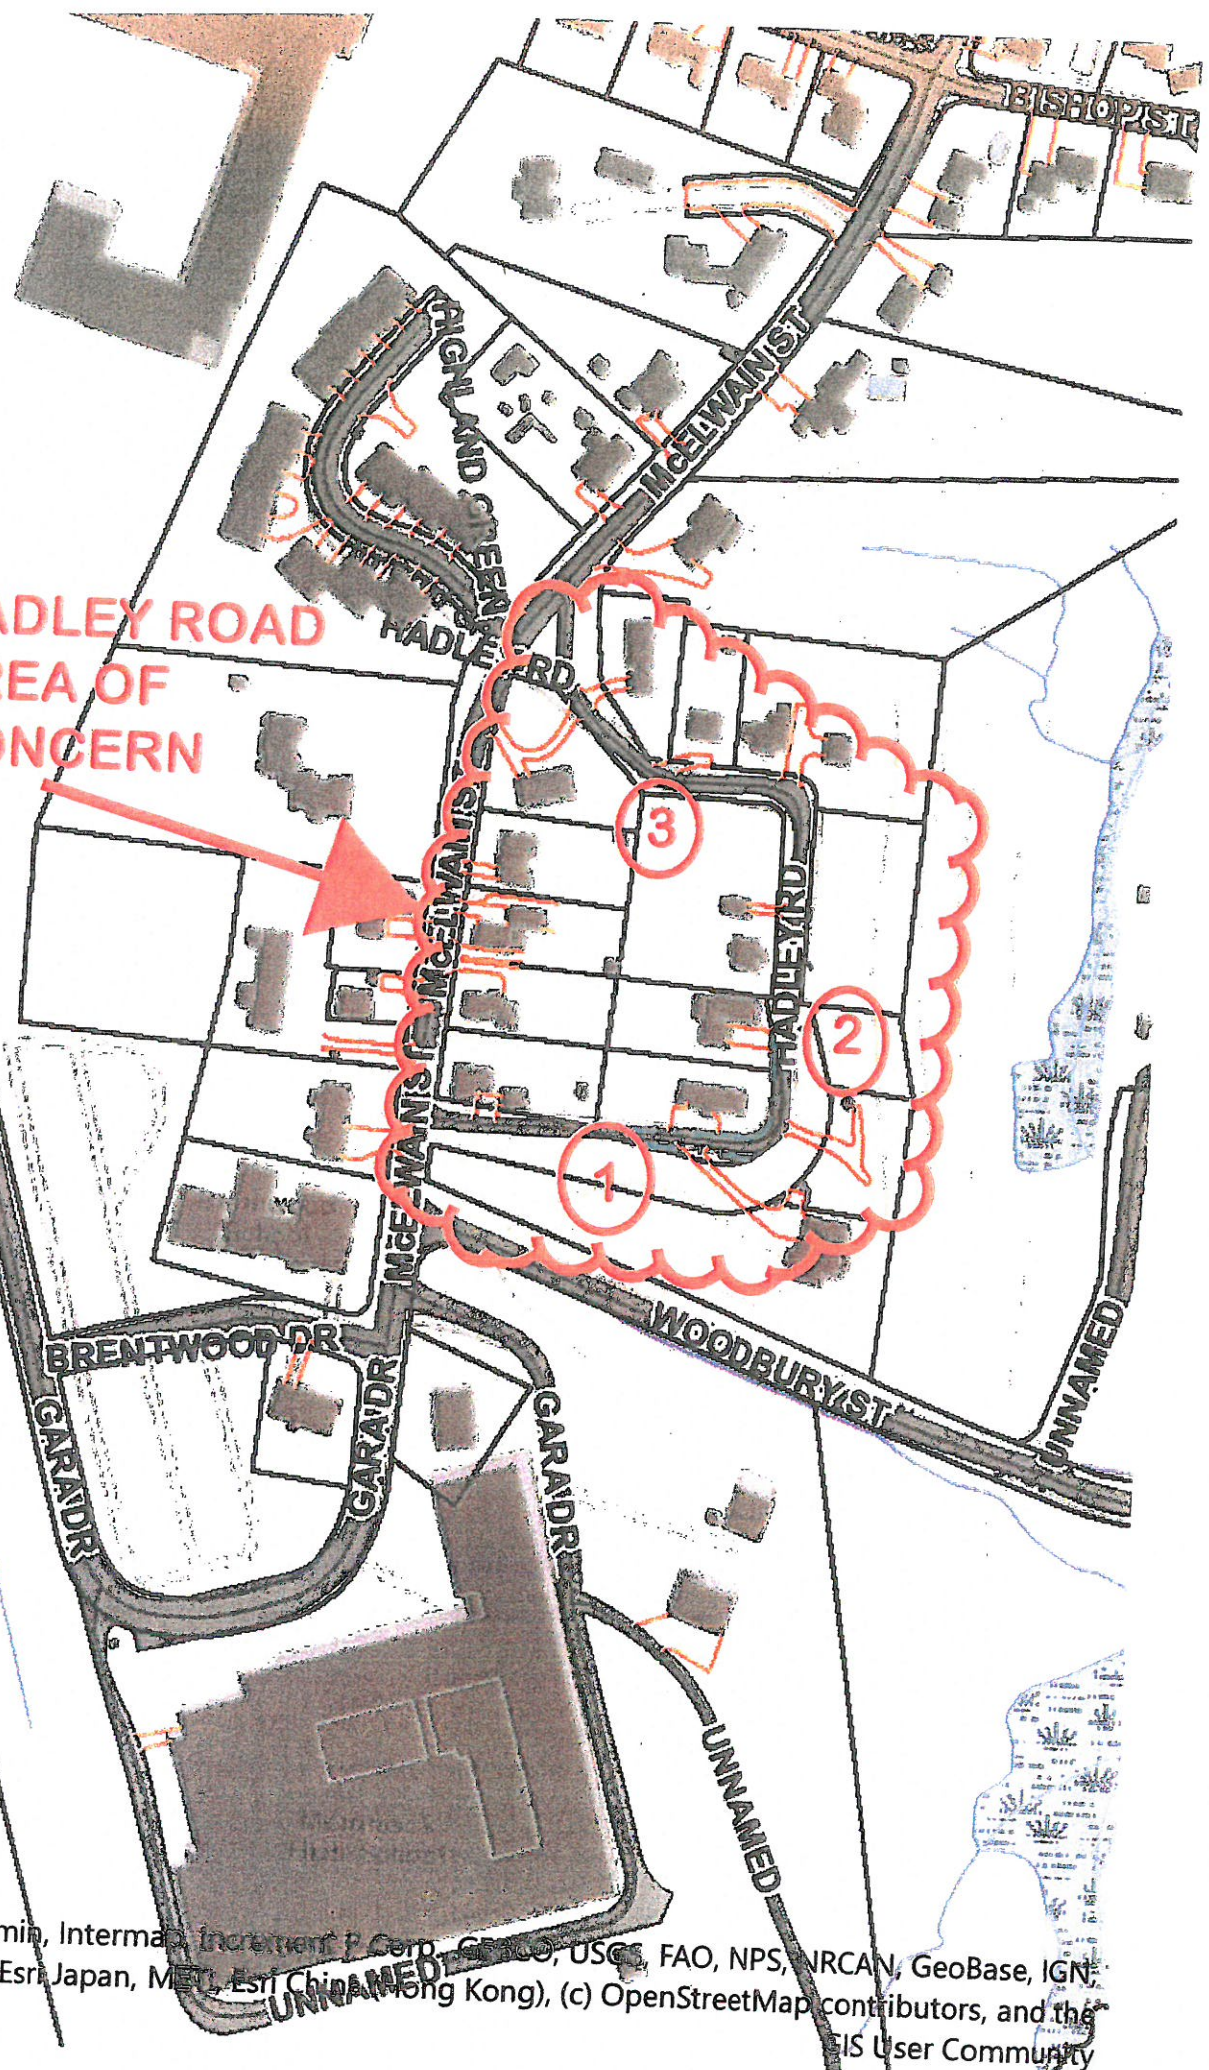 BISHOP ST
McELWAIN ST
HIGHLAND GREEN
HADLEY RD
ADLEY ROAD
REA OF
ONCERN
McELWAIN ST
3
HADLEY RD
2
1
McELWAIN ST
WOODBURY ST
BRENTWOOD DR
GARA DR
GARA DR
GARA DR
UNNAMED
UNNAMED
UNNAMED
min, Intermap, Increment P Corp., GEBCO, USGS, FAO, NPS, NRCAN, GeoBase, IGN,
Esri Japan, METI, Esri China (Hong Kong), (c) OpenStreetMap contributors, and the
GIS User Community